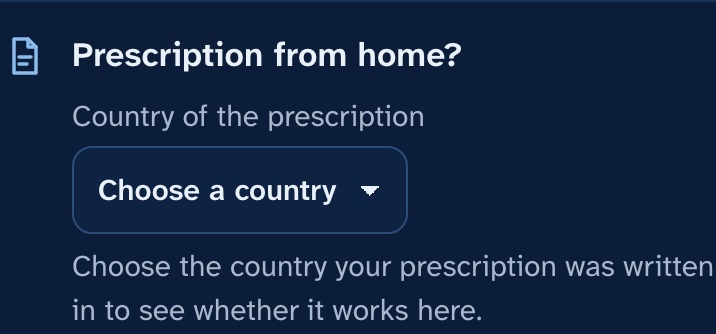 Prescription from home?
Country of the prescription
Choose a country
Choose the country your prescription was written
in to see whether it works here.